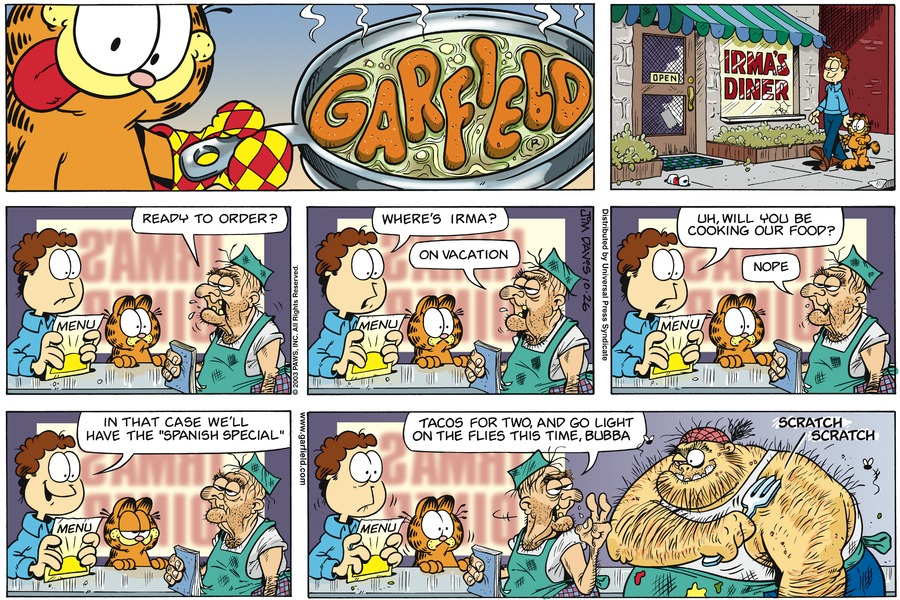 GARFIELD
®
OPEN
IRMA'S
DINER
READY TO ORDER?
MENU
© 2003 PAWS, INC. All Rights Reserved.
WHERE'S IRMA?
ON VACATION
MENU
JIM DAVIS 10-26
Distributed by Universal Press Syndicate
UH, WILL YOU BE
COOKING OUR FOOD?
NOPE
MENU
IN THAT CASE WE'LL
HAVE THE "SPANISH SPECIAL"
MENU
www.garfield.com
TACOS FOR TWO, AND GO LIGHT
ON THE FLIES THIS TIME, BUBBA
MENU
SCRATCH
SCRATCH